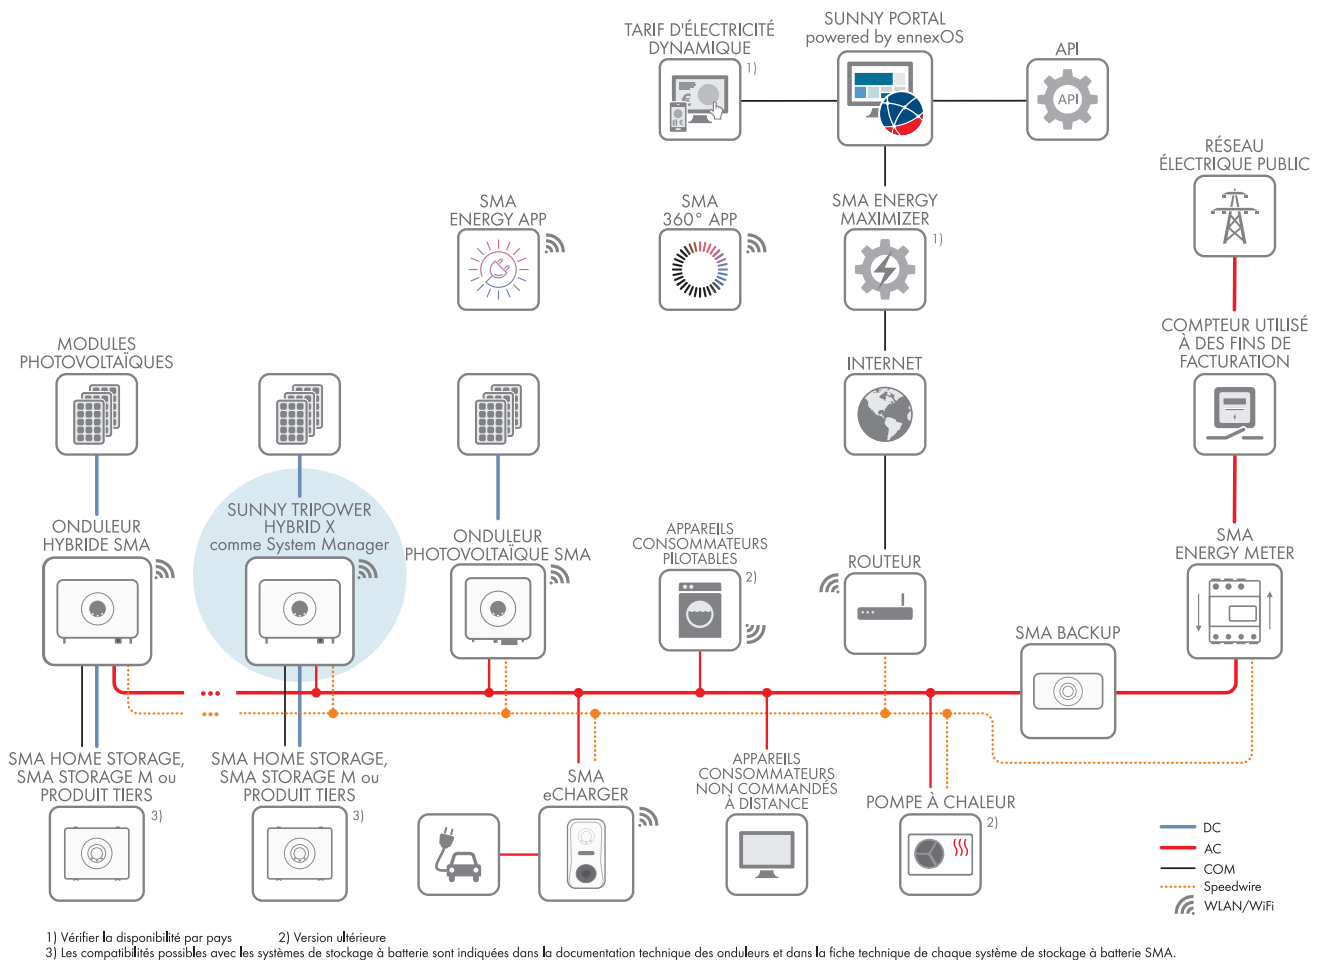 TARIF D'ÉLECTRICITÉ
DYNAMIQUE
1)
SUNNY PORTAL
powered by ennexOS
API
API
RÉSEAU
ÉLECTRIQUE PUBLIC
SMA
ENERGY APP
SMA
360° APP
SMA ENERGY
MAXIMIZER
1)
COMPTEUR UTILISÉ
À DES FINS DE
FACTURATION
MODULES
PHOTOVOLTAÏQUES
INTERNET
ONDULEUR
HYBRIDE SMA
SUNNY TRIPOWER
HYBRID X
comme System Manager
ONDULEUR
PHOTOVOLTAÏQUE SMA
APPAREILS
CONSOMMATEURS
PILOTABLES
2)
ROUTEUR
SMA
ENERGY METER
SMA BACKUP
SMA HOME STORAGE,
SMA STORAGE M ou
PRODUIT TIERS
3)
SMA HOME STORAGE,
SMA STORAGE M ou
PRODUIT TIERS
3)
SMA
eCHARGER
APPAREILS
CONSOMMATEURS
NON COMMANDÉS
À DISTANCE
POMPE À CHALEUR
2)
DC
AC
COM
Speedwire
WLAN/WiFi
1) Vérifier la disponibilité par pays 2) Version ultérieure
3) Les compatibilités possibles avec les systèmes de stockage à batterie sont indiquées dans la documentation technique des onduleurs et dans la fiche technique de chaque système de stockage à batterie SMA.